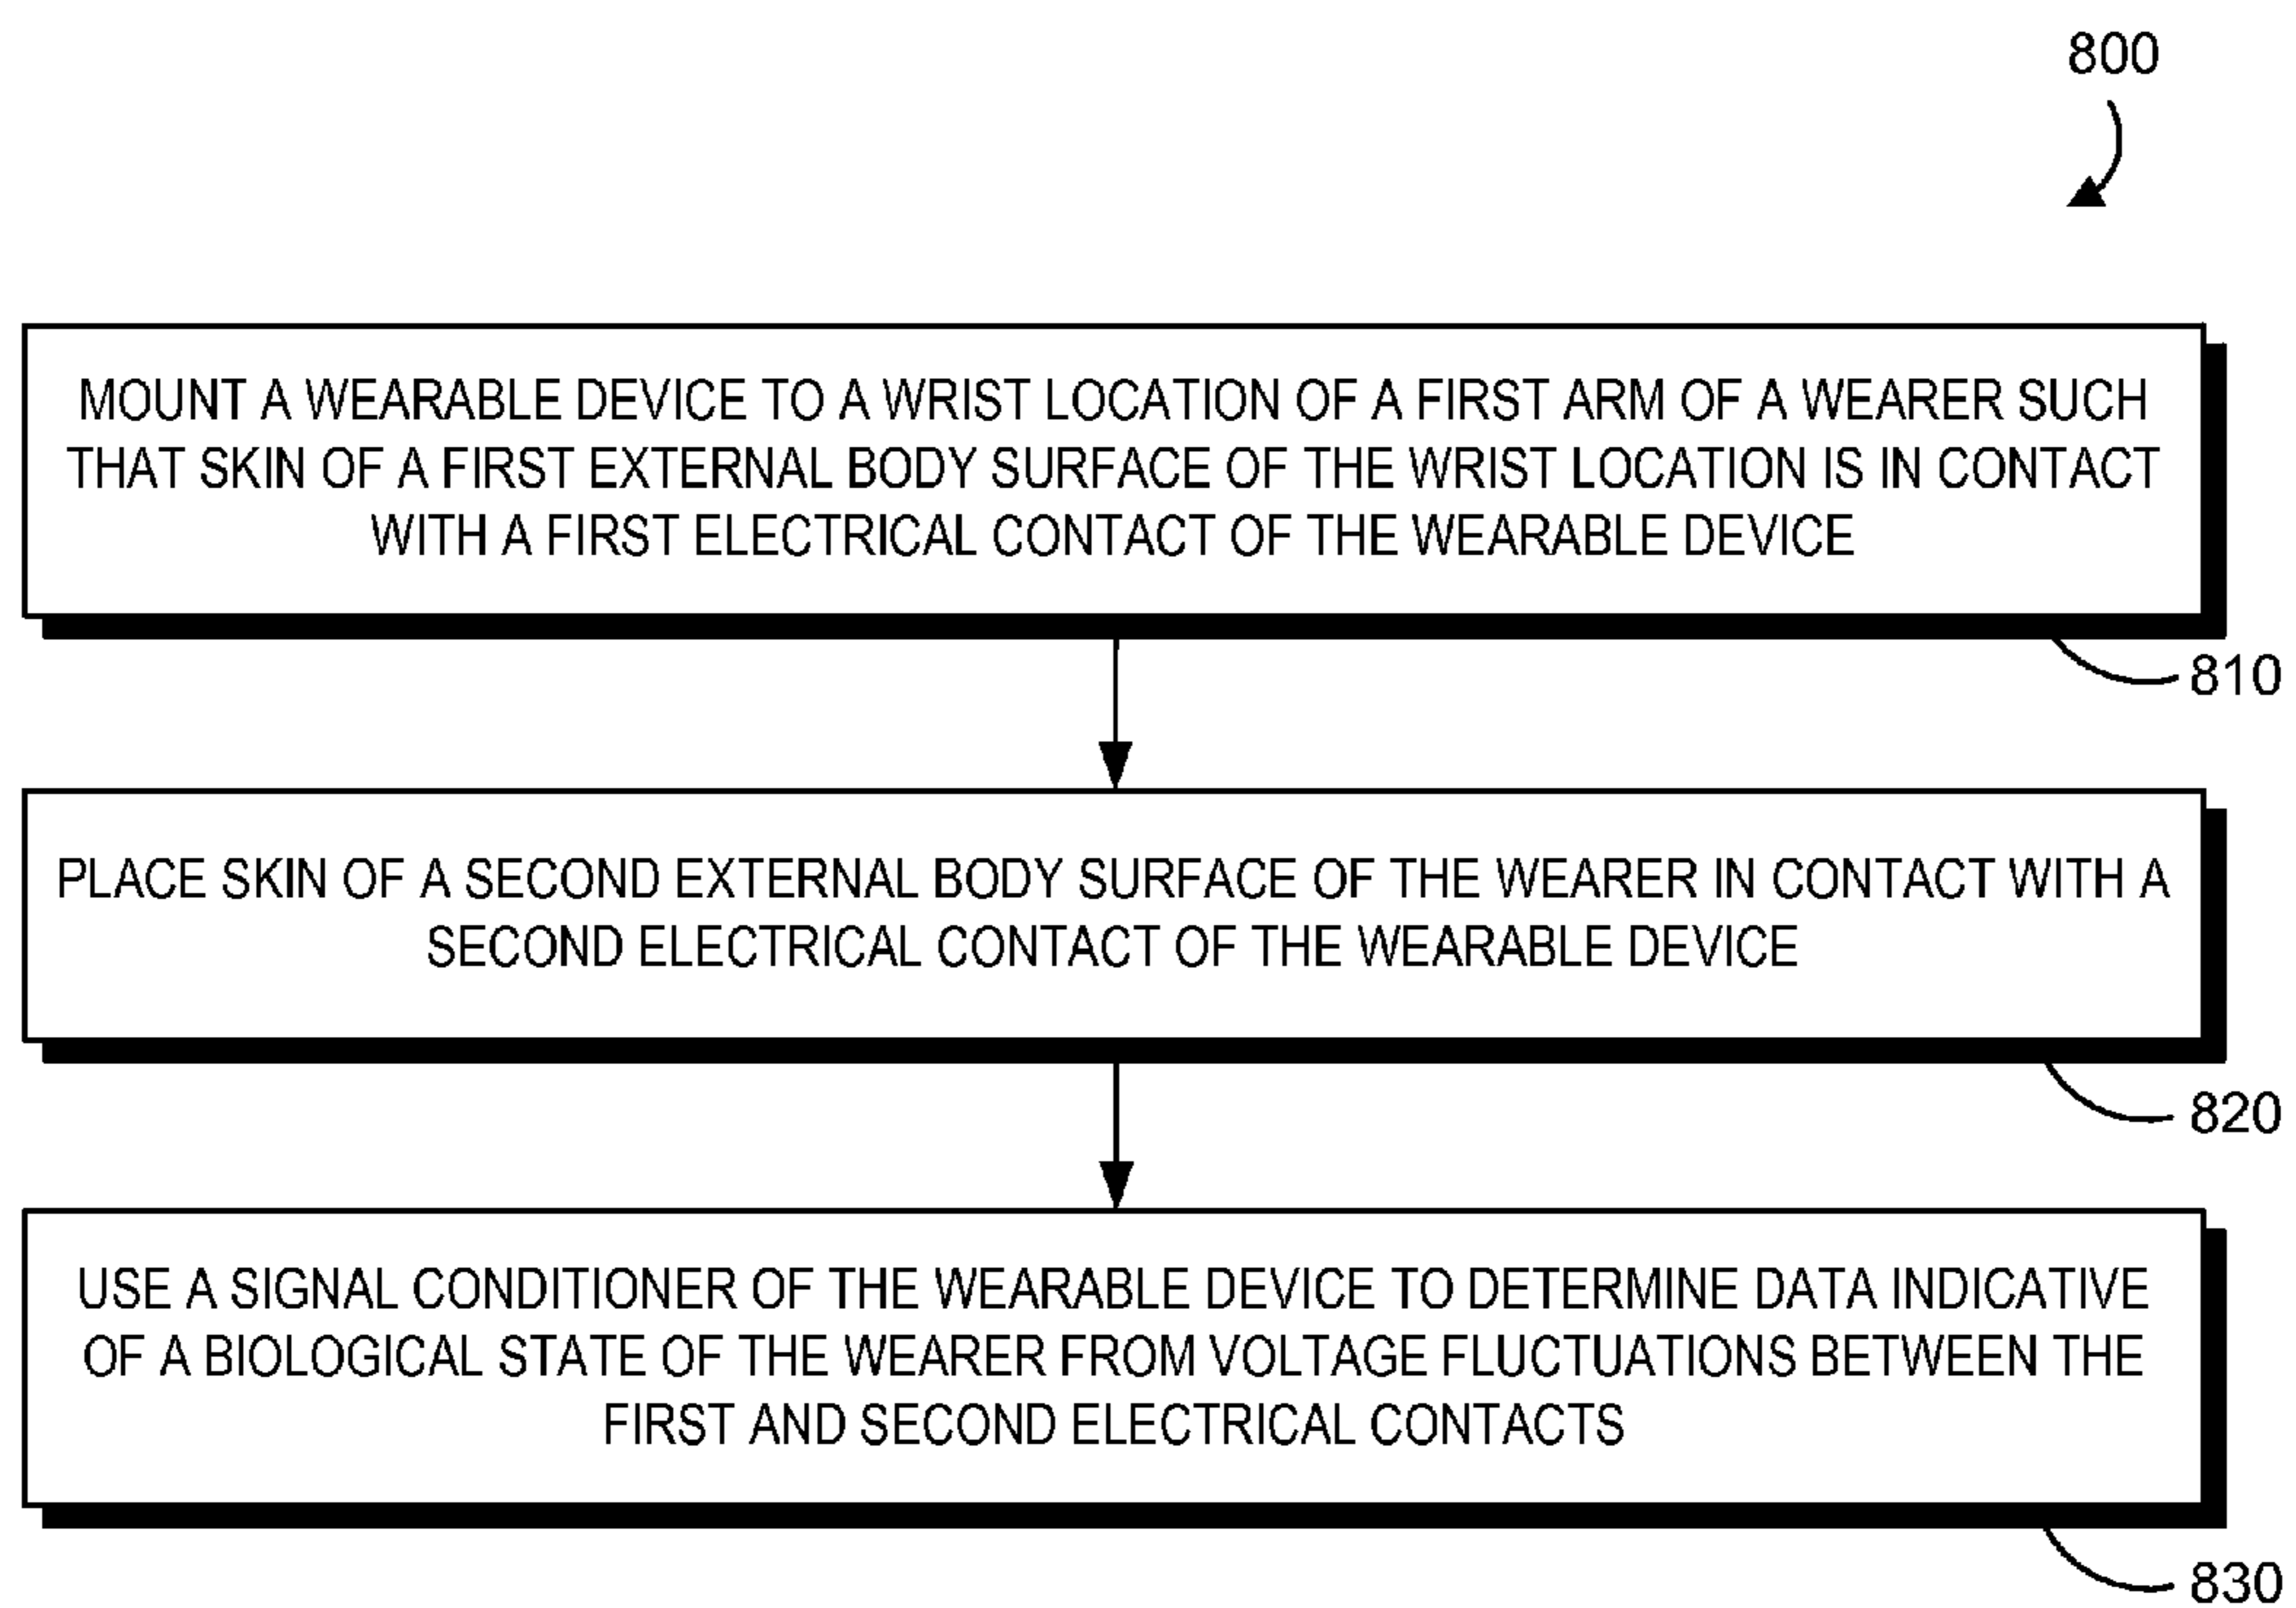 800
MOUNT A WEARABLE DEVICE TO A WRIST LOCATION OF A FIRST ARM OF A WEARER SUCH
THAT SKIN OF A FIRST EXTERNAL BODY SURFACE OF THE WRIST LOCATION IS IN CONTACT
WITH A FIRST ELECTRICAL CONTACT OF THE WEARABLE DEVICE
810
PLACE SKIN OF A SECOND EXTERNAL BODY SURFACE OF THE WEARER IN CONTACT WITH A
SECOND ELECTRICAL CONTACT OF THE WEARABLE DEVICE
820
USE A SIGNAL CONDITIONER OF THE WEARABLE DEVICE TO DETERMINE DATA INDICATIVE
OF A BIOLOGICAL STATE OF THE WEARER FROM VOLTAGE FLUCTUATIONS BETWEEN THE
FIRST AND SECOND ELECTRICAL CONTACTS
830